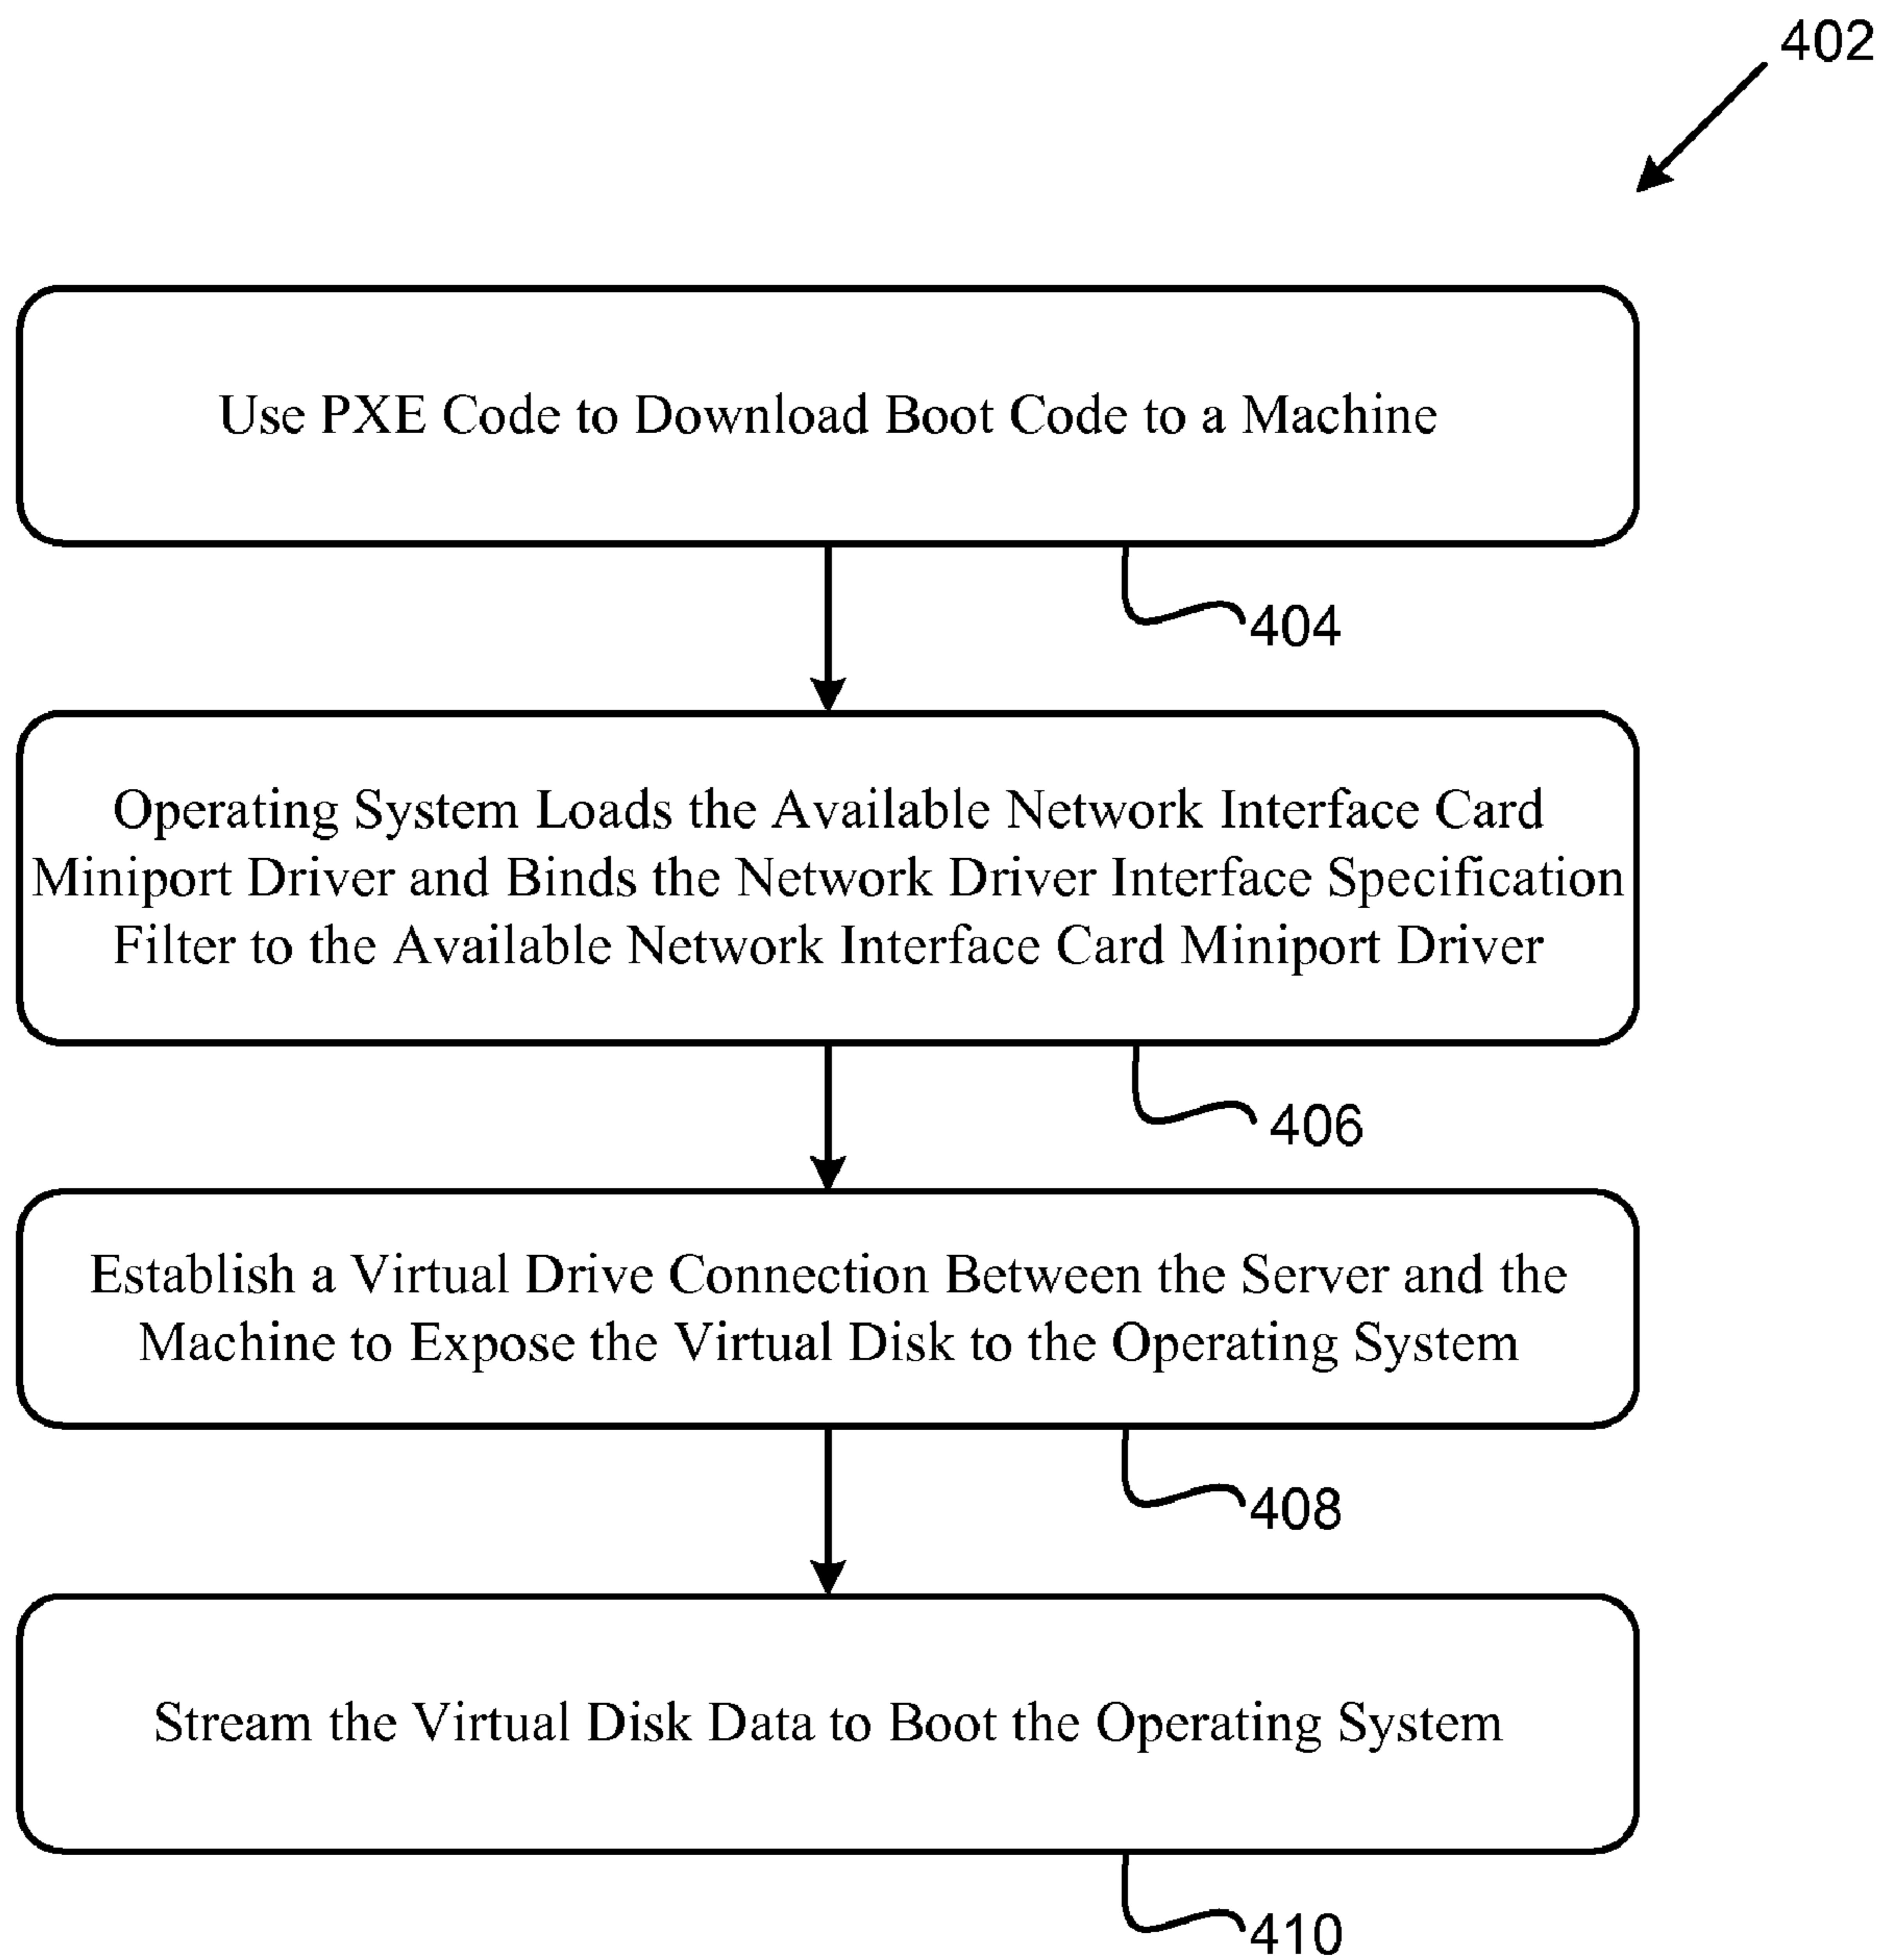 402
Use PXE Code to Download Boot Code to a Machine
404
Operating System Loads the Available Network Interface Card
Miniport Driver and Binds the Network Driver Interface Specification
Filter to the Available Network Interface Card Miniport Driver
406
Establish a Virtual Drive Connection Between the Server and the
Machine to Expose the Virtual Disk to the Operating System
408
Stream the Virtual Disk Data to Boot the Operating System
410